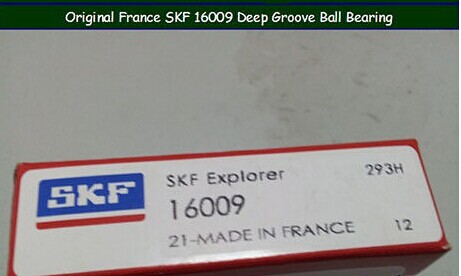 Original France SKF 16009 Deep Groove Ball Bearing
SKF
SKF Explorer 293H
16009
21-MADE IN FRANCE 12